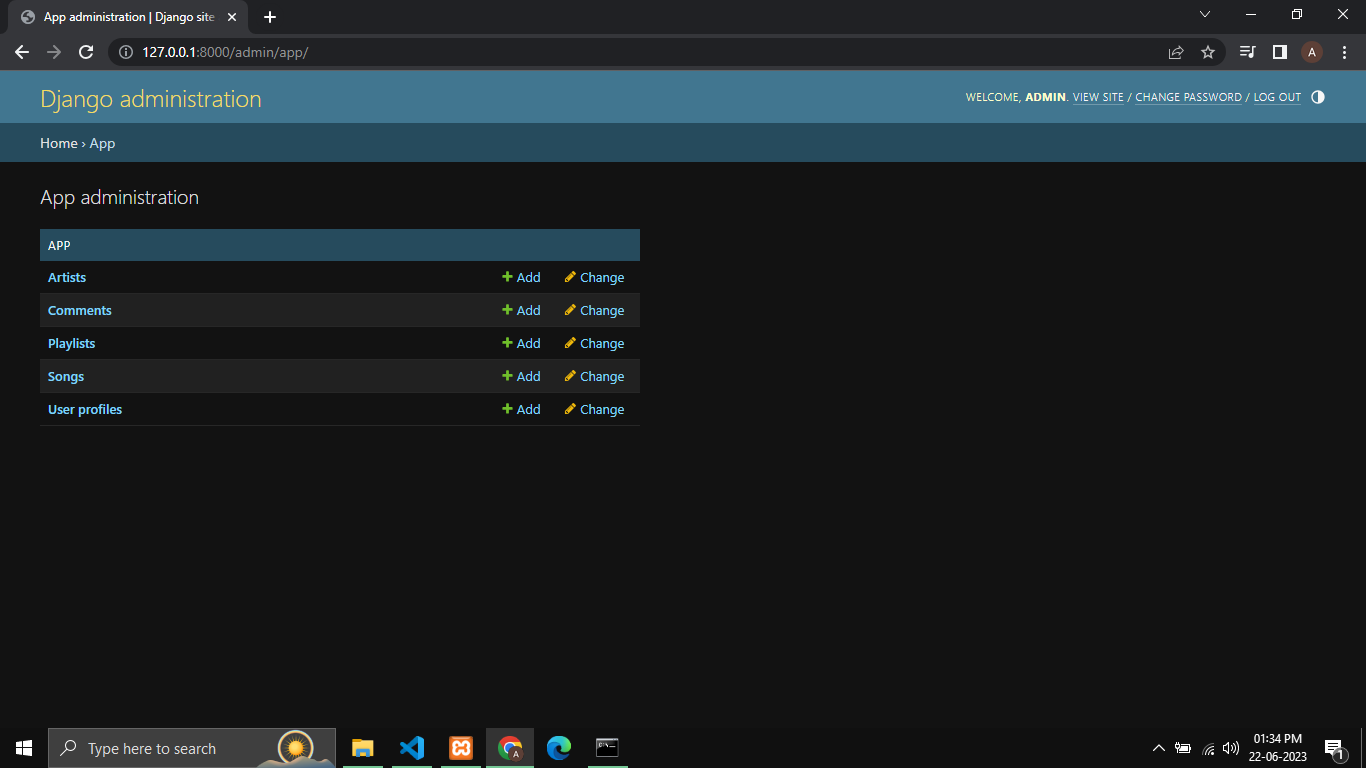 App administration | Django site
127.0.0.1:8000/admin/app/
A
Django administration
WELCOME, ADMIN. VIEW SITE / CHANGE PASSWORD / LOG OUT
Home › App
App administration
APP
Artists Add Change
Comments Add Change
Playlists Add Change
Songs Add Change
User profiles Add Change
Type here to search
A
01:34 PM
22-06-2023
1